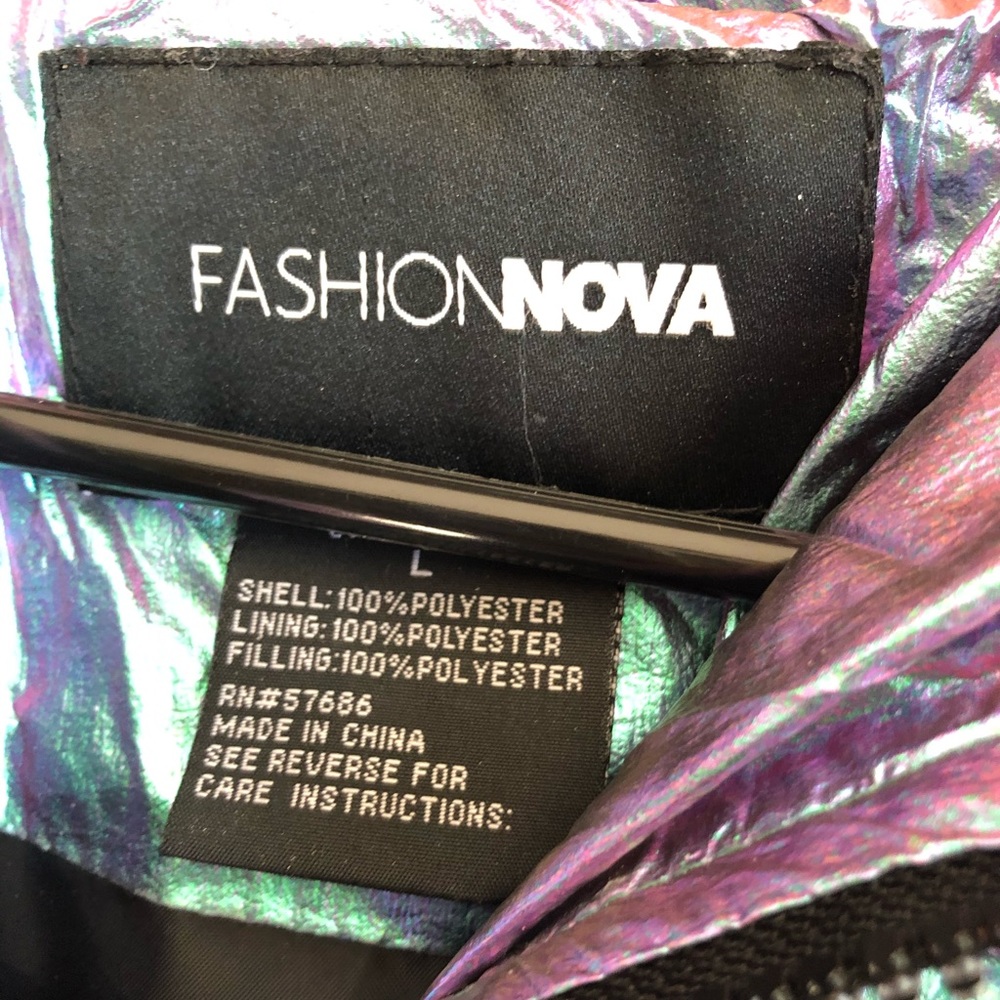 FASHIONNOVA
L
SHELL:100%POLYESTER
LINING:100%POLYESTER
FILLING:100%POLYESTER
RN#57686
MADE IN CHINA
SEE REVERSE FOR
CARE INSTRUCTIONS: